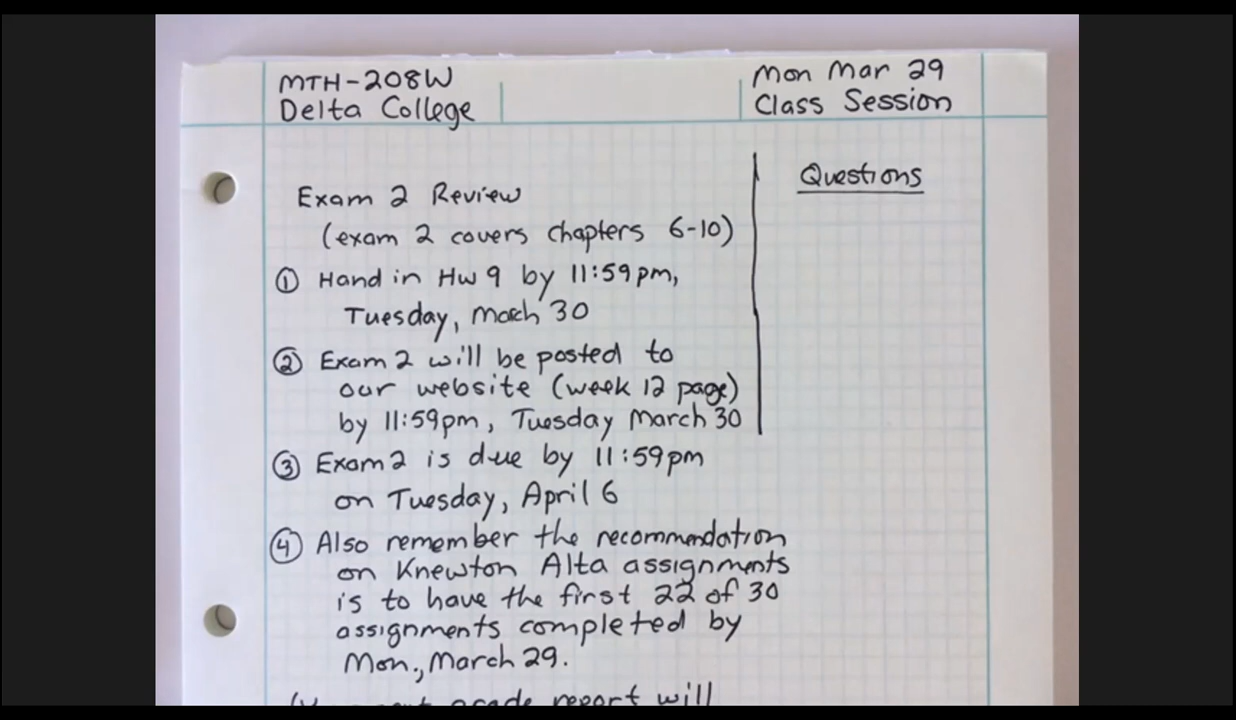 MTH-208W
Delta College
Mon Mar 29
Class Session
Exam 2 Review
(exam 2 covers chapters 6-10)
① Hand in HW 9 by 11:59pm,
Tuesday, March 30
② Exam 2 will be posted to
our website (week 12 page)
by 11:59pm, Tuesday March 30
③ Exam 2 is due by 11:59pm
on Tuesday, April 6
④ Also remember the recommendation
on Knewton Alta assignments
is to have the first 22 of 30
assignments completed by
Mon., March 29.
grade report will
Questions